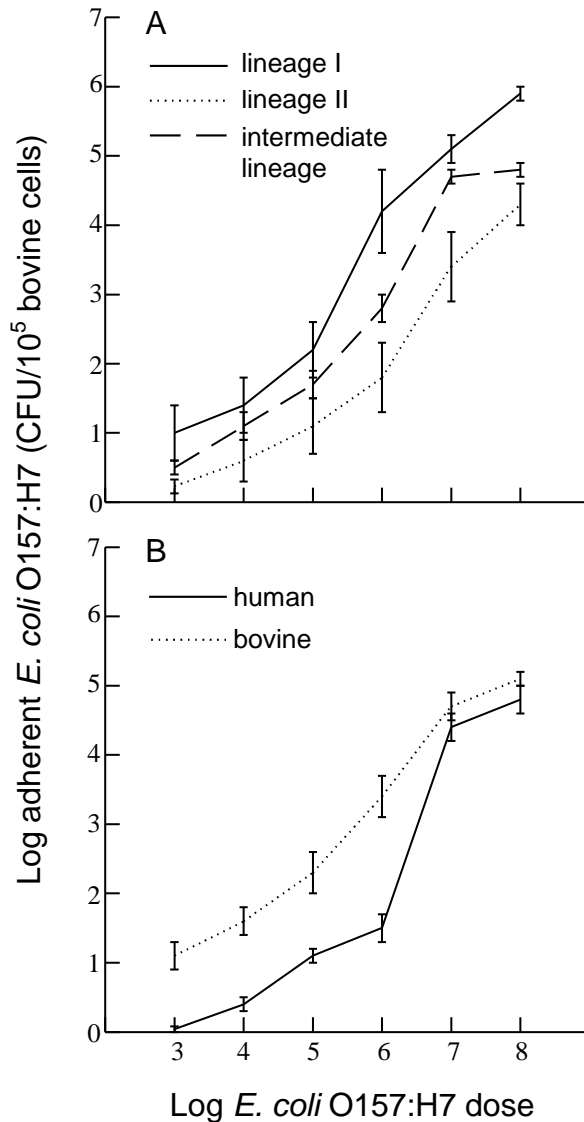 Log adherent E. coli O157:H7 (CFU/10⁵ bovine cells)
7
A
6
lineage I
lineage II
intermediate
lineage
5
4
3
2
1
0
7
B
6
human
bovine
5
4
3
2
1
0
3 4 5 6 7 8
Log E. coli O157:H7 dose